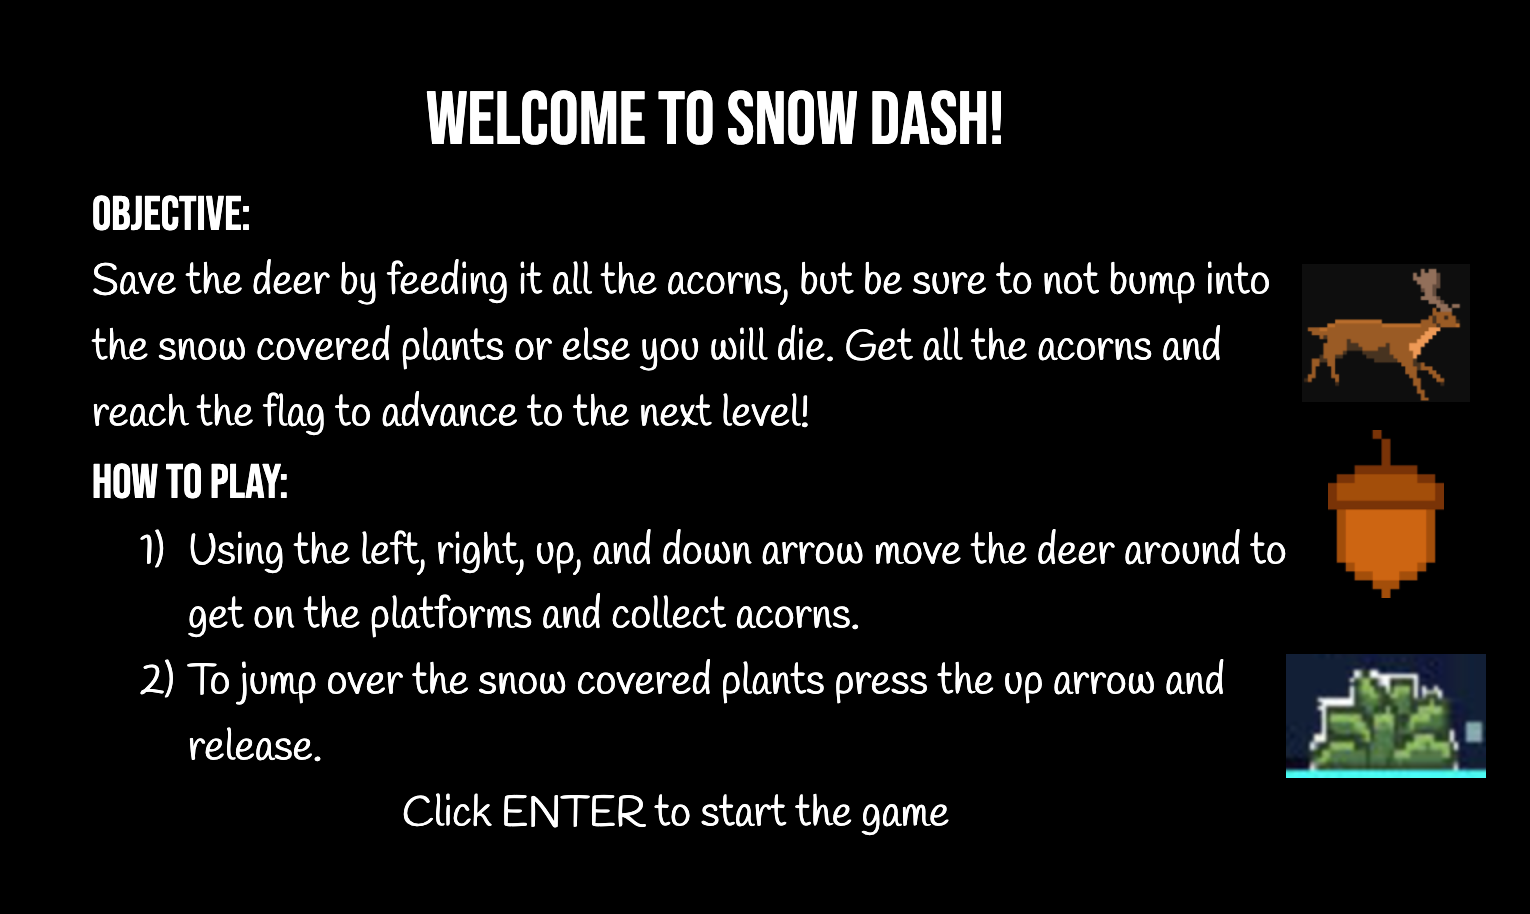 WELCOME TO SNOW DASH!
OBJECTIVE:
Save the deer by feeding it all the acorns, but be sure to not bump into
the snow covered plants or else you will die. Get all the acorns and
reach the flag to advance to the next level!
HOW TO PLAY:
1) Using the left, right, up, and down arrow move the deer around to
get on the platforms and collect acorns.
2) To jump over the snow covered plants press the up arrow and
release.
Click ENTER to start the game